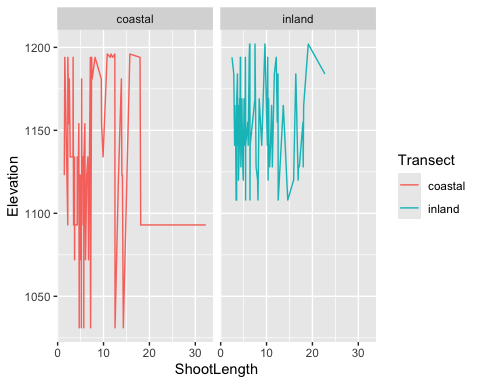 coastal inland
1200
1150
1100
1050
Elevation
0 10 20 30 0 10 20 30
ShootLength
Transect
coastal
inland